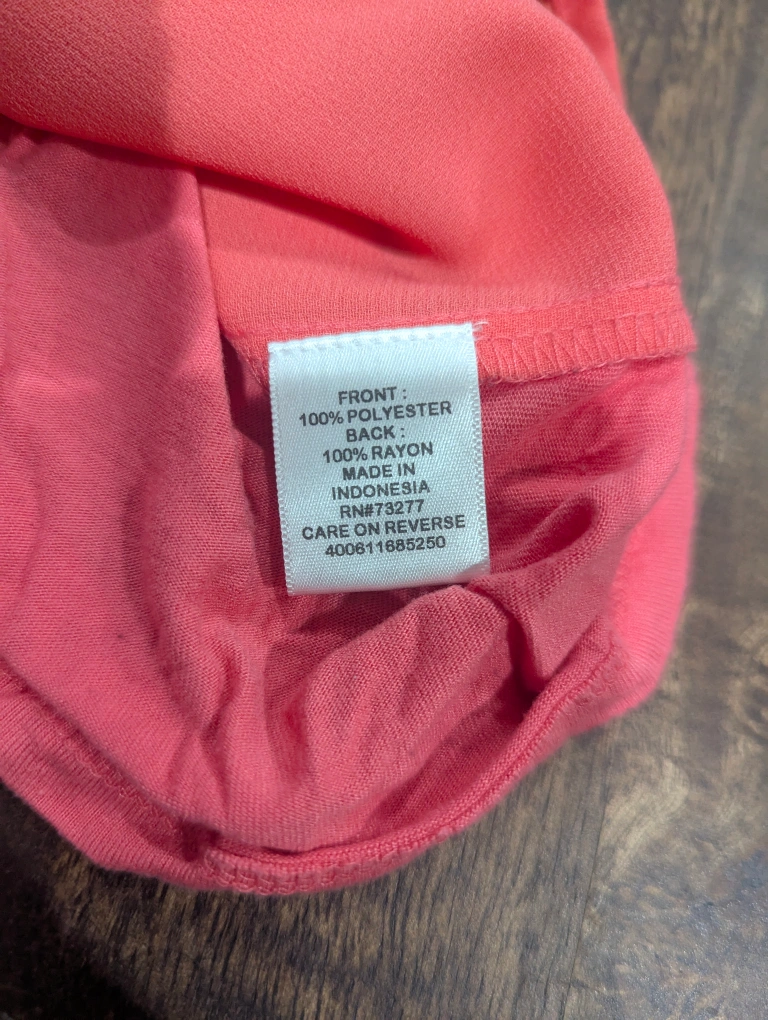 FRONT :
100% POLYESTER
BACK :
100% RAYON
MADE IN
INDONESIA
RN#73277
CARE ON REVERSE
400611685250